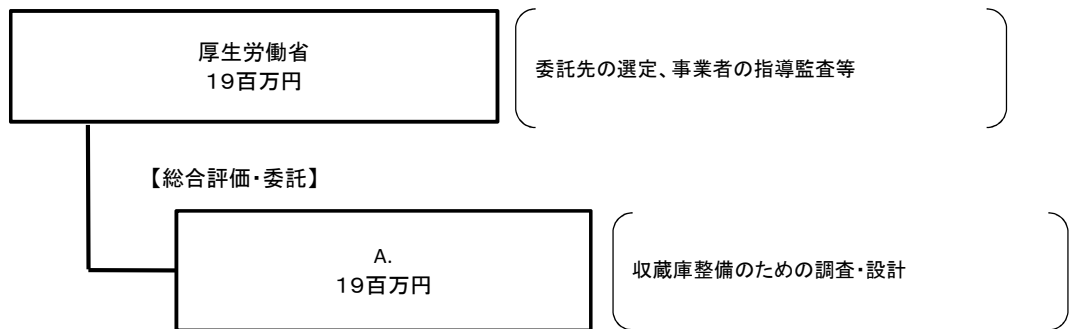 厚生労働省
19百万円
委託先の選定、事業者の指導監査等
【総合評価・委託】
A.
19百万円
収蔵庫整備のための調査・設計